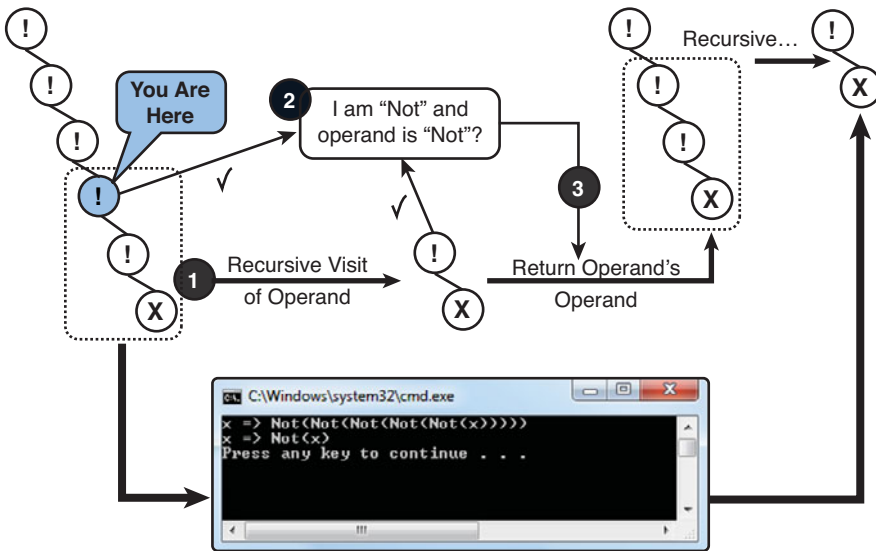 !
!
!
!
!
X
You Are
Here
2
I am “Not” and
operand is “Not”?
√
√
1
Recursive Visit
of Operand
!
X
3
Return Operand’s
Operand
!
!
!
X
Recursive…
!
X
C:\Windows\system32\cmd.exe
x => Not(Not(Not(Not(Not(x)))))
x => Not(x)
Press any key to continue . . .